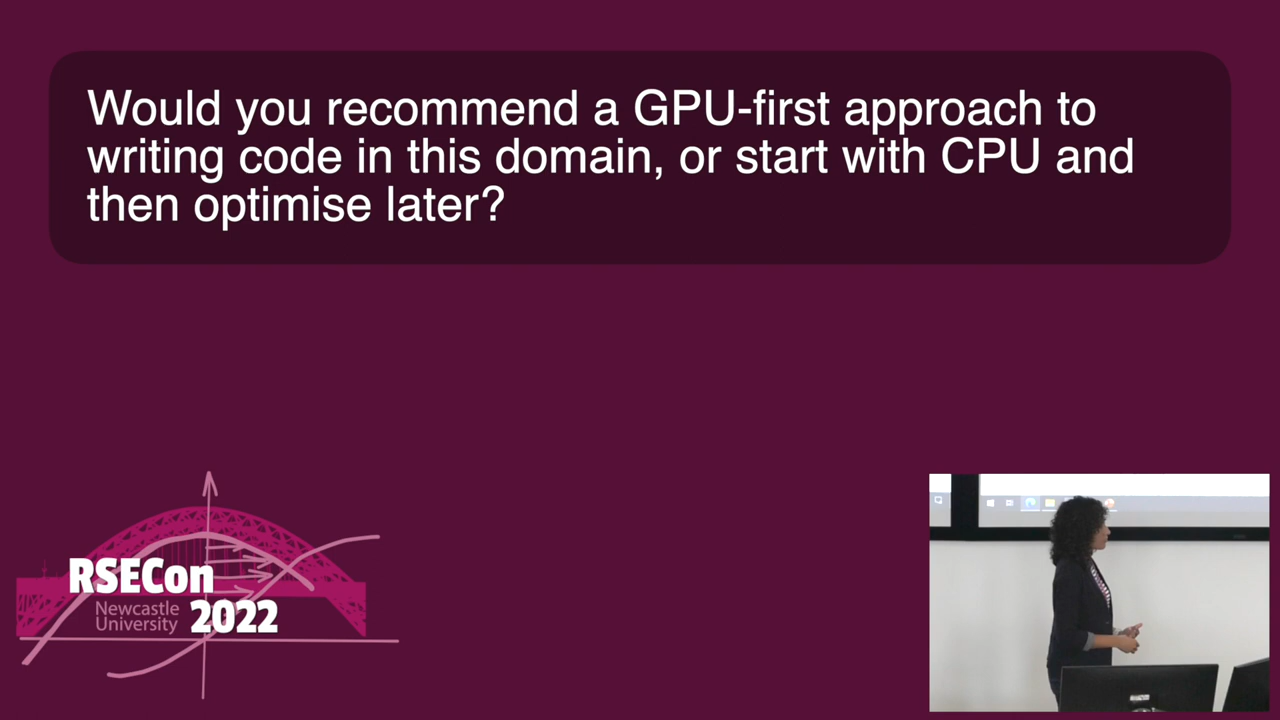 Would you recommend a GPU-first approach to
writing code in this domain, or start with CPU and
then optimise later?
RSECon
Newcastle
University
2022